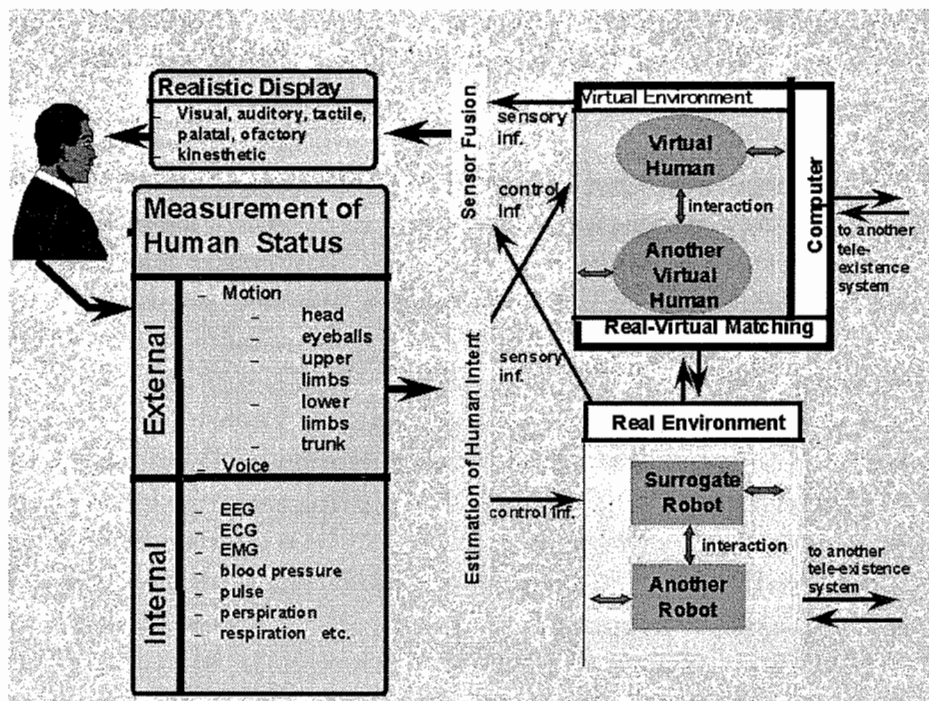 Realistic Display
– Visual, auditory, tactile,
palatal, ofactory
– kinesthetic
Measurement of
Human Status
External
– Motion
– head
– eyeballs
– upper
limbs
– lower
limbs
– trunk
– Voice
Internal
– EEG
– ECG
– EMG
– blood pressure
– pulse
– perspiration
– respiration etc.
Sensor Fusion
Estimation of Human Intent
sensory
inf.
control
inf
sensory
inf.
control inf.
Virtual Environment
Virtual
Human
interaction
Another
Virtual
Human
Computer
Real-Virtual Matching
to another
tele-
existence
system
Real Environment
Surrogate
Robot
interaction
Another
Robot
to another
tele-existence
system